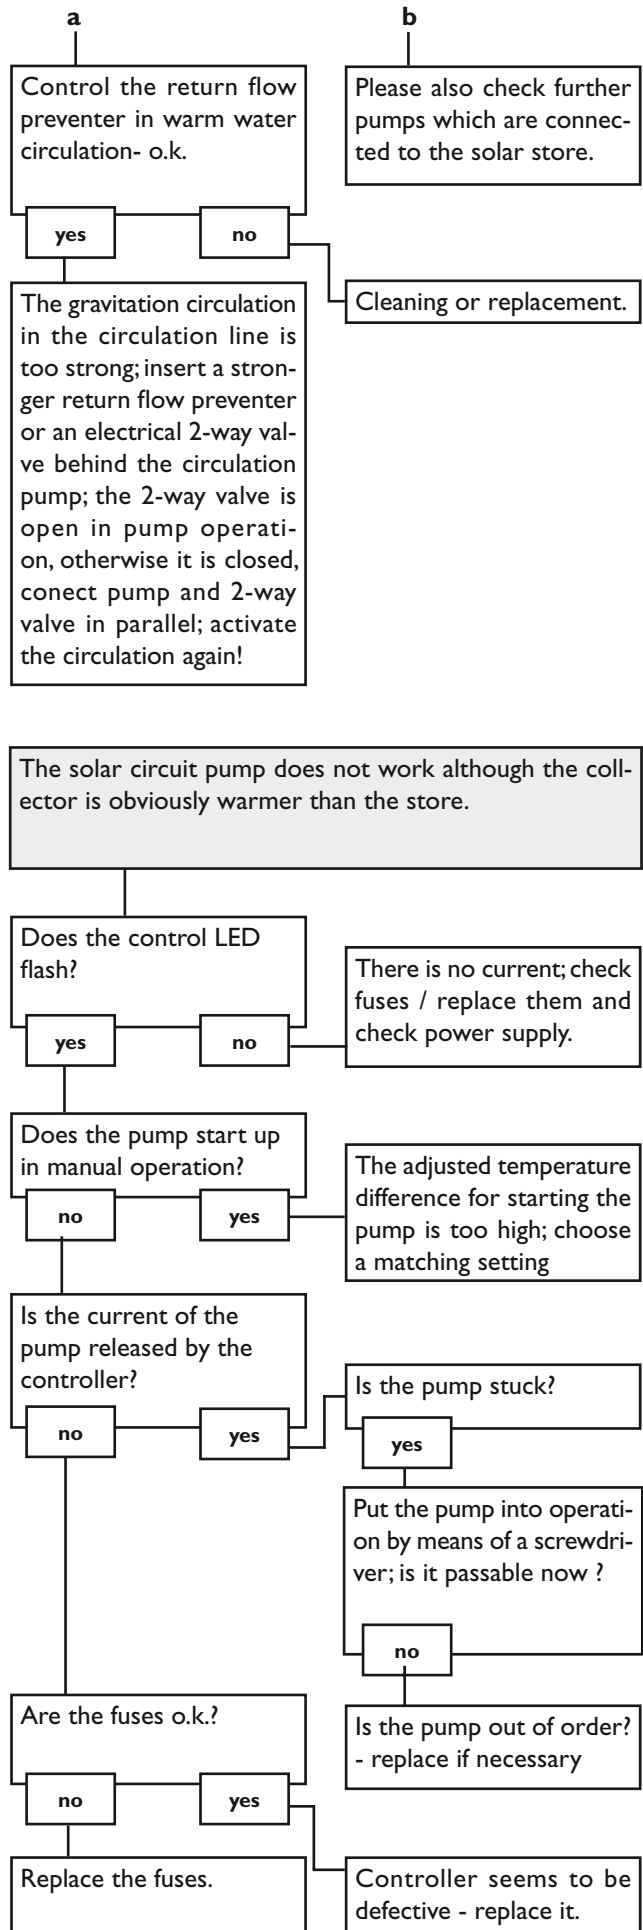 a
Control the return flow
preventer in warm water
circulation- o.k.
yes
no
The gravitation circulation
in the circulation line is
too strong; insert a stron-
ger return flow preventer
or an electrical 2-way val-
ve behind the circulation
pump; the 2-way valve is
open in pump operati-
on, otherwise it is closed,
conect pump and 2-way
valve in parallel; activate
the circulation again!
b
Please also check further
pumps which are connec-
ted to the solar store.
Cleaning or replacement.
The solar circuit pump does not work although the coll-
ector is obviously warmer than the store.
Does the control LED
flash?
yes
no
There is no current; check
fuses / replace them and
check power supply.
Does the pump start up
in manual operation?
no
yes
The adjusted temperature
difference for starting the
pump is too high; choose
a matching setting
Is the current of the
pump released by the
controller?
no
yes
Is the pump stuck?
yes
Put the pump into operati-
on by means of a screwdri-
ver; is it passable now ?
no
Is the pump out of order?
- replace if necessary
Are the fuses o.k.?
no
yes
Replace the fuses.
Controller seems to be
defective - replace it.